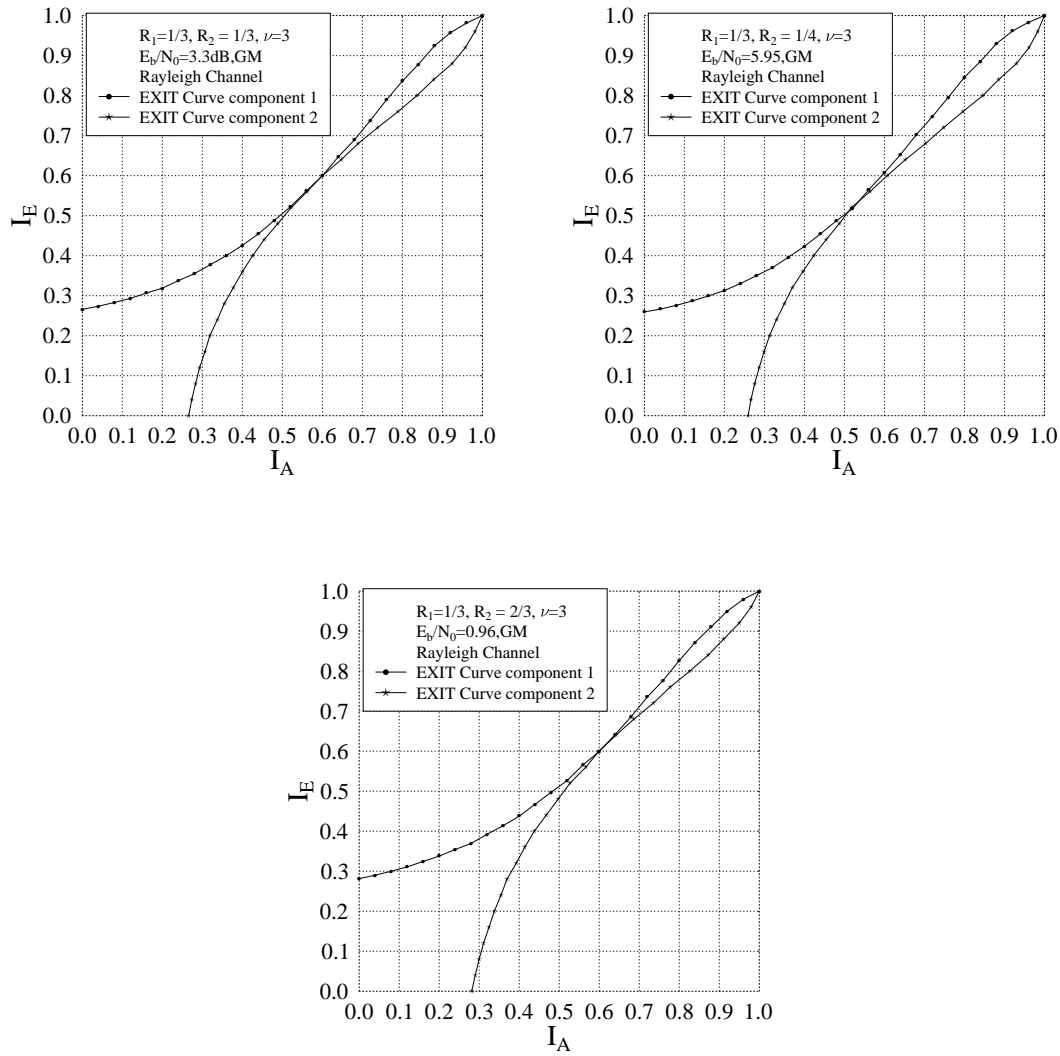 R₁=1/3, R₂ = 1/3, ν=3
E_b/N₀=3.3dB,GM
Rayleigh Channel
EXIT Curve component 1
EXIT Curve component 2
1.0
0.9
0.8
0.7
0.6
0.5
0.4
0.3
0.2
0.1
0.0
I_E
0.0 0.1 0.2 0.3 0.4 0.5 0.6 0.7 0.8 0.9 1.0
I_A
R₁=1/3, R₂ = 1/4, ν=3
E_b/N₀=5.95,GM
Rayleigh Channel
EXIT Curve component 1
EXIT Curve component 2
1.0
0.9
0.8
0.7
0.6
0.5
0.4
0.3
0.2
0.1
0.0
I_E
0.0 0.1 0.2 0.3 0.4 0.5 0.6 0.7 0.8 0.9 1.0
I_A
R₁=1/3, R₂ = 2/3, ν=3
E_b/N₀=0.96,GM
Rayleigh Channel
EXIT Curve component 1
EXIT Curve component 2
1.0
0.9
0.8
0.7
0.6
0.5
0.4
0.3
0.2
0.1
0.0
I_E
0.0 0.1 0.2 0.3 0.4 0.5 0.6 0.7 0.8 0.9 1.0
I_A